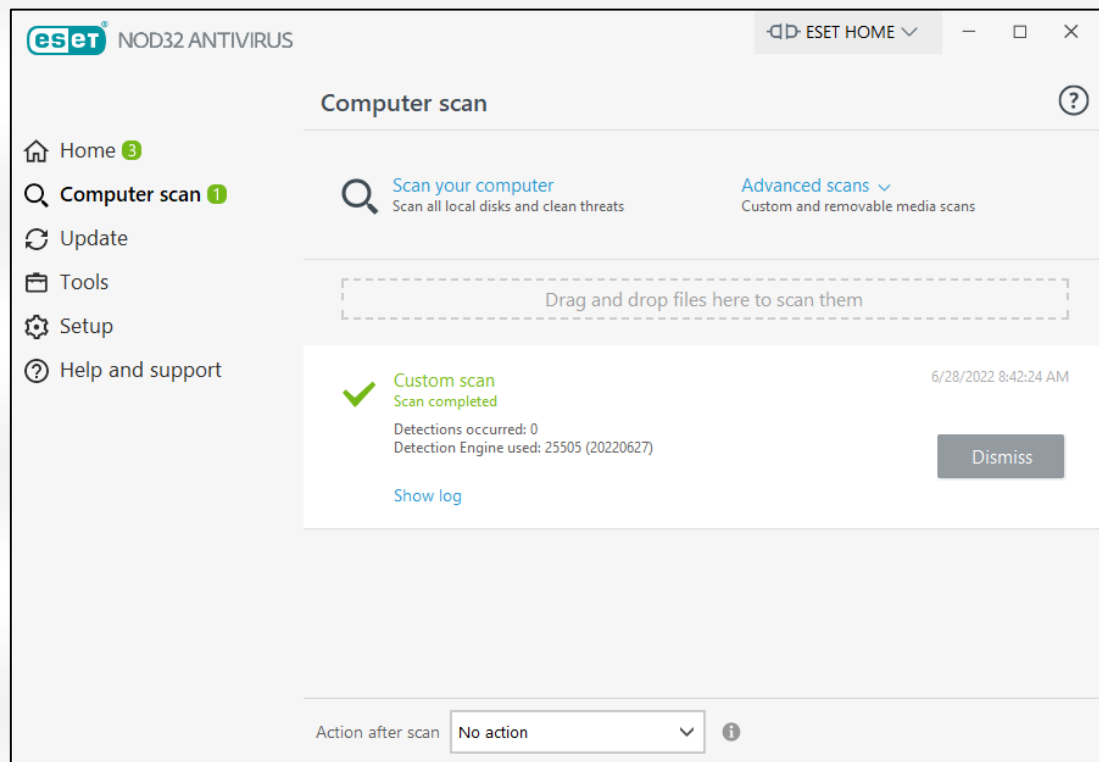 eseT® NOD32 ANTIVIRUS
ESET HOME
Computer scan
?
Home 3
Computer scan 1
Update
Tools
Setup
Help and support
Scan your computer
Scan all local disks and clean threats
Advanced scans
Custom and removable media scans
Drag and drop files here to scan them
Custom scan
6/28/2022 8:42:24 AM
Scan completed
Detections occurred: 0
Detection Engine used: 25505 (20220627)
Dismiss
Show log
Action after scan No action